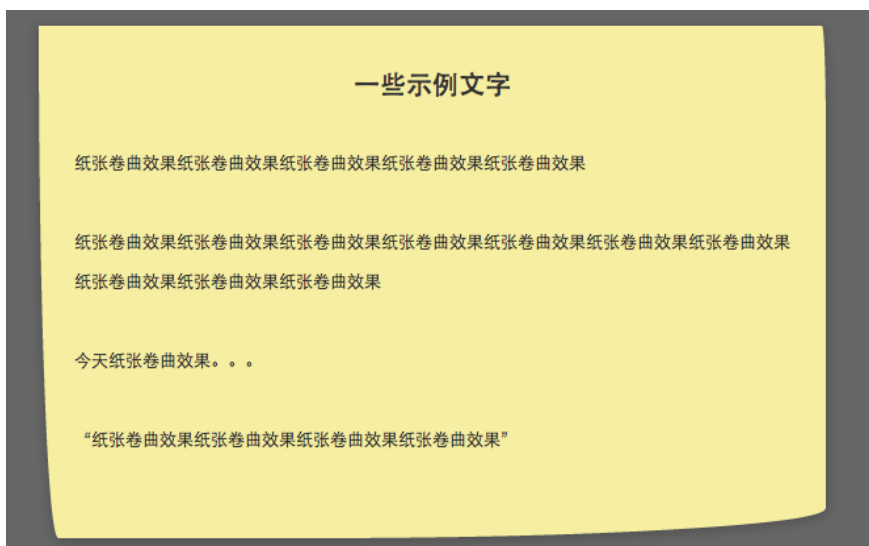 一些示例文字
纸张卷曲效果纸张卷曲效果纸张卷曲效果纸张卷曲效果纸张卷曲效果
纸张卷曲效果纸张卷曲效果纸张卷曲效果纸张卷曲效果纸张卷曲效果纸张卷曲效果纸张卷曲效果
纸张卷曲效果纸张卷曲效果纸张卷曲效果
今天纸张卷曲效果。。。
“纸张卷曲效果纸张卷曲效果纸张卷曲效果纸张卷曲效果”